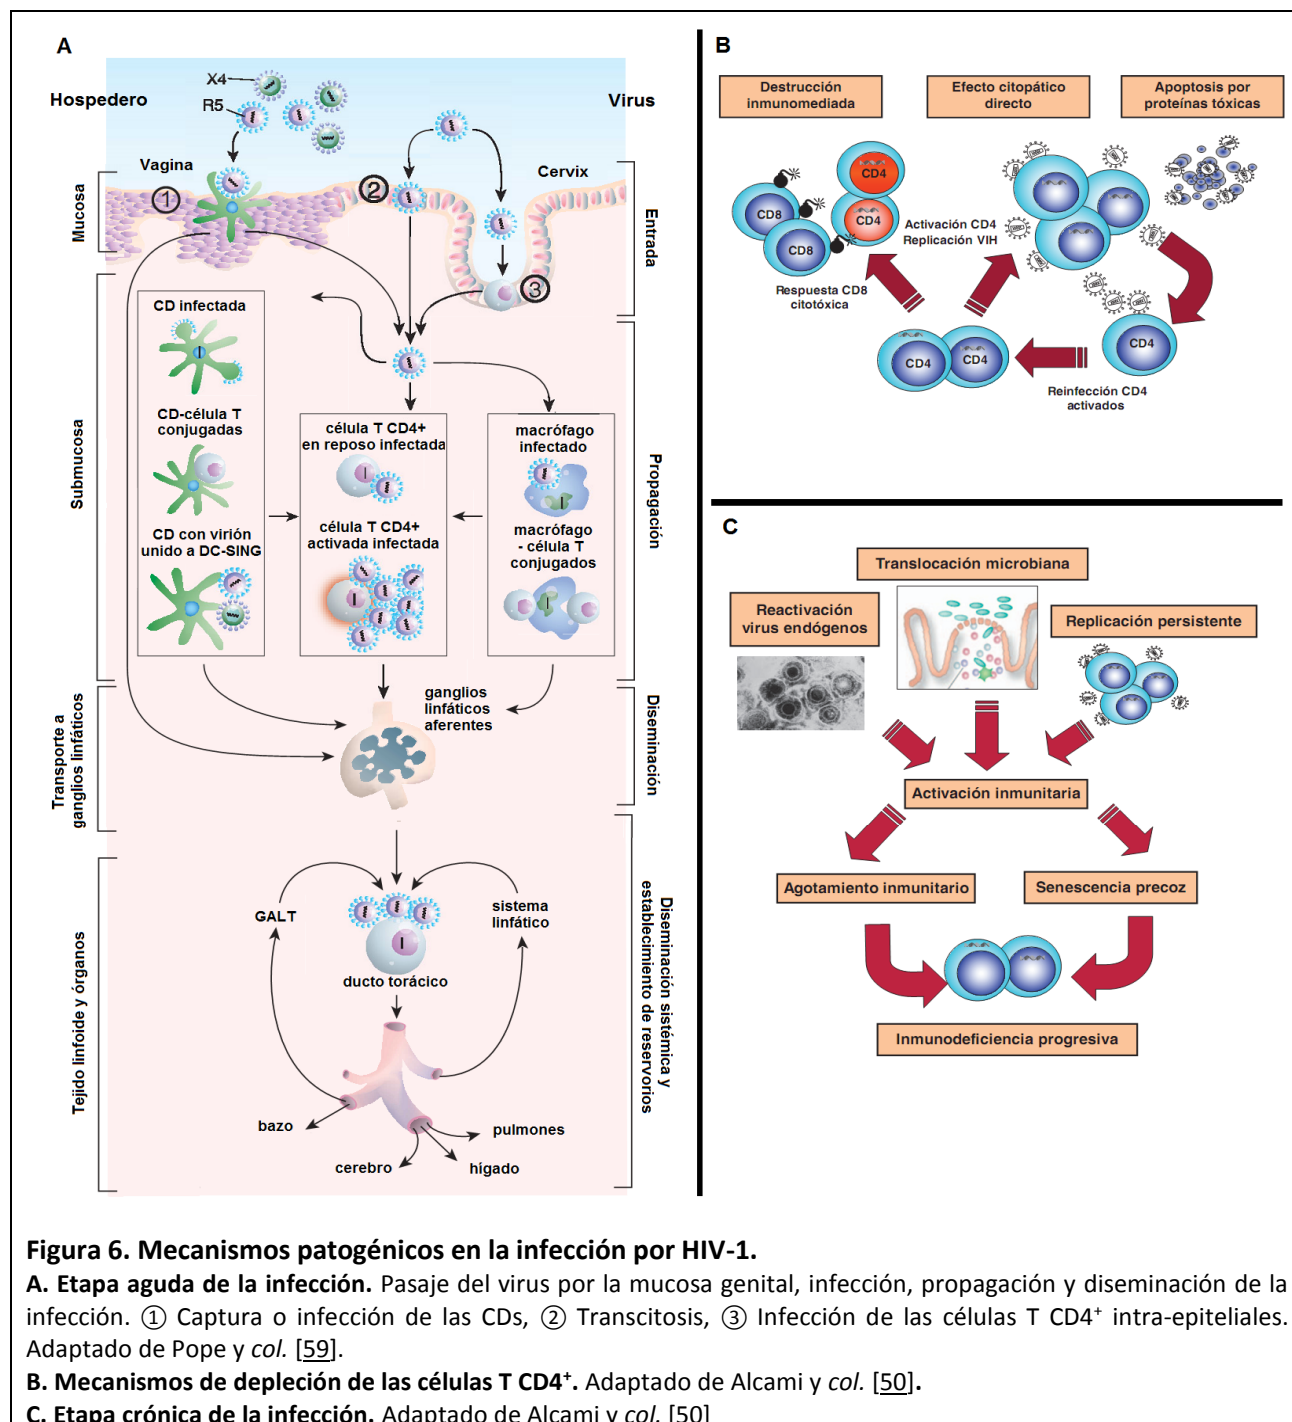 A
X4
Hospedero
R5
Virus
Vagina
Cervix
1
2
3
Mucosa
Entrada
CD infectada
CD-célula T
conjugadas
CD con virión
unido a DC-SING
célula T CD4+
en reposo infectada
célula T CD4+
activada infectada
macrófago
infectado
macrófago
- célula T
conjugados
Submucosa
Propagación
ganglios
linfáticos
aferentes
Transporte a
ganglios linfáticos
Diseminación
GALT
sistema
linfático
ducto torácico
bazo
cerebro
hígado
pulmones
Tejido linfoide y órganos
Diseminación sistémica y
establecimiento de reservorios
B
Destrucción
inmunomediada
Efecto citopático
directo
Apoptosis por
proteínas tóxicas
CD4
CD4
CD8
CD8
Activación CD4
Replicación VIH
Respuesta CD8
citotóxica
CD4
CD4
CD4
Reinfección CD4
activados
C
Translocación microbiana
Reactivación
virus endógenos
Replicación persistente
Activación inmunitaria
Agotamiento inmunitario
Senescencia precoz
Inmunodeficiencia progresiva
Figura 6. Mecanismos patogénicos en la infección por HIV-1.
A. Etapa aguda de la infección. Pasaje del virus por la mucosa genital, infección, propagación y diseminación de la
infección. ① Captura o infección de las CDs, ② Transcitosis, ③ Infección de las células T CD4⁺ intra-epiteliales.
Adaptado de Pope y col. [59].
B. Mecanismos de depleción de las células T CD4⁺. Adaptado de Alcami y col. [50].
C. Etapa crónica de la infección. Adaptado de Alcami y col. [50]